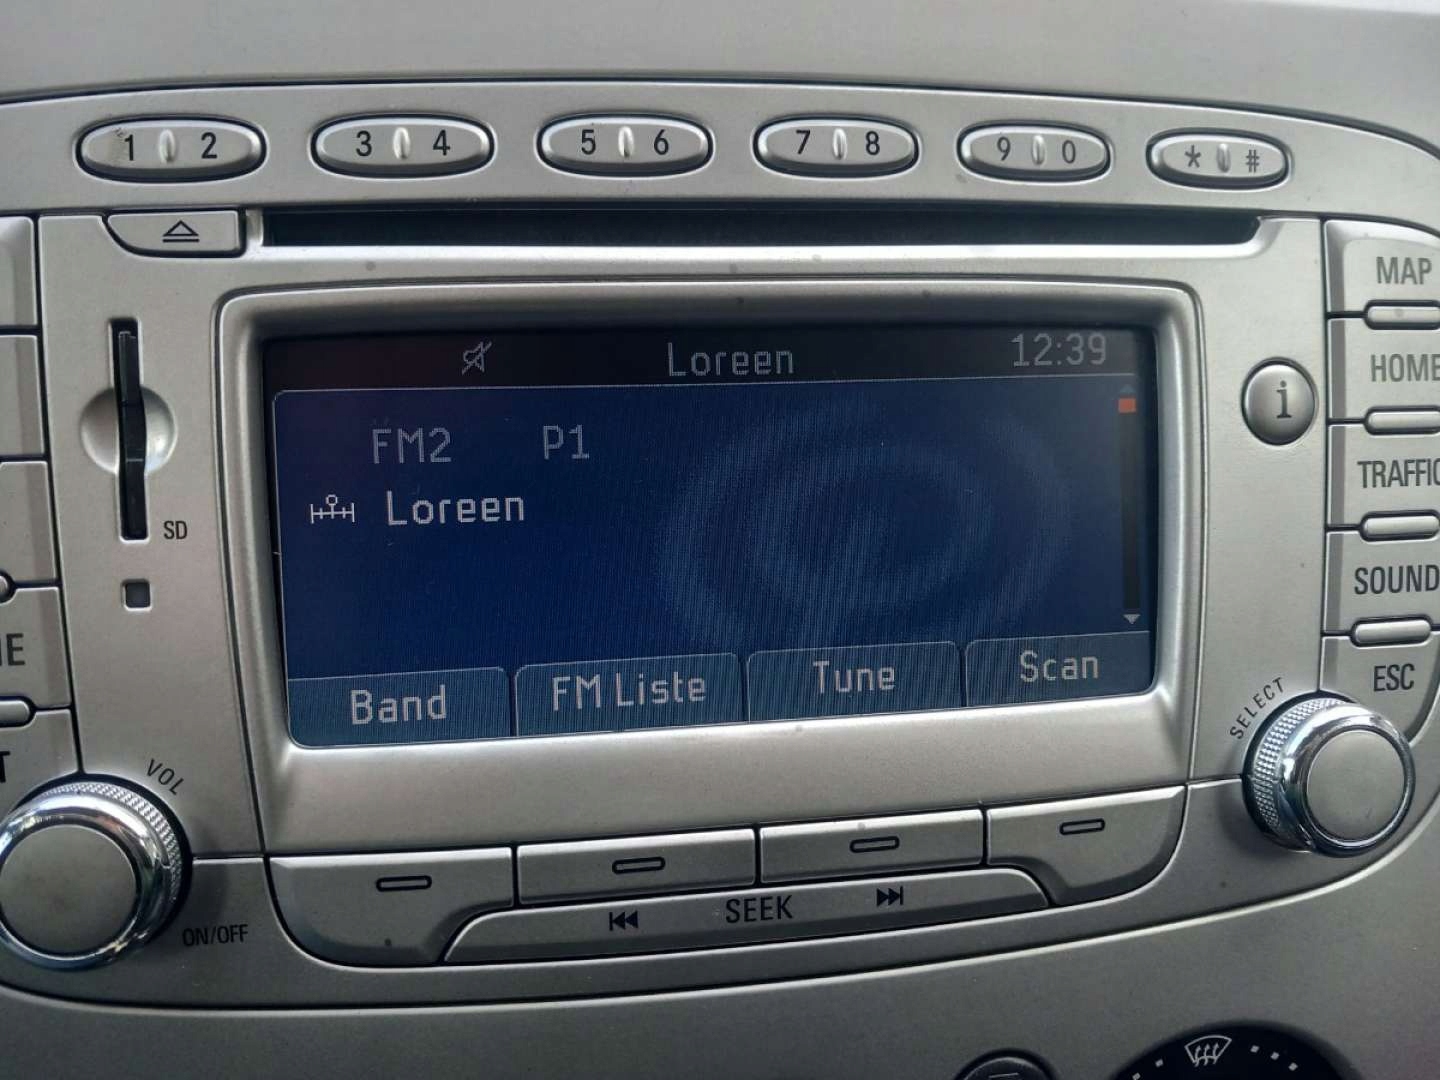 1 2 3 4 5 6 7 8 9 0 * #
MAP
HOME
TRAFFIC
SOUND
ESC
SD
Loreen 12:39
FM2 P1
Loreen
Band FM Liste Tune Scan
i
SELECT
VOL
ON/OFF
SEEK